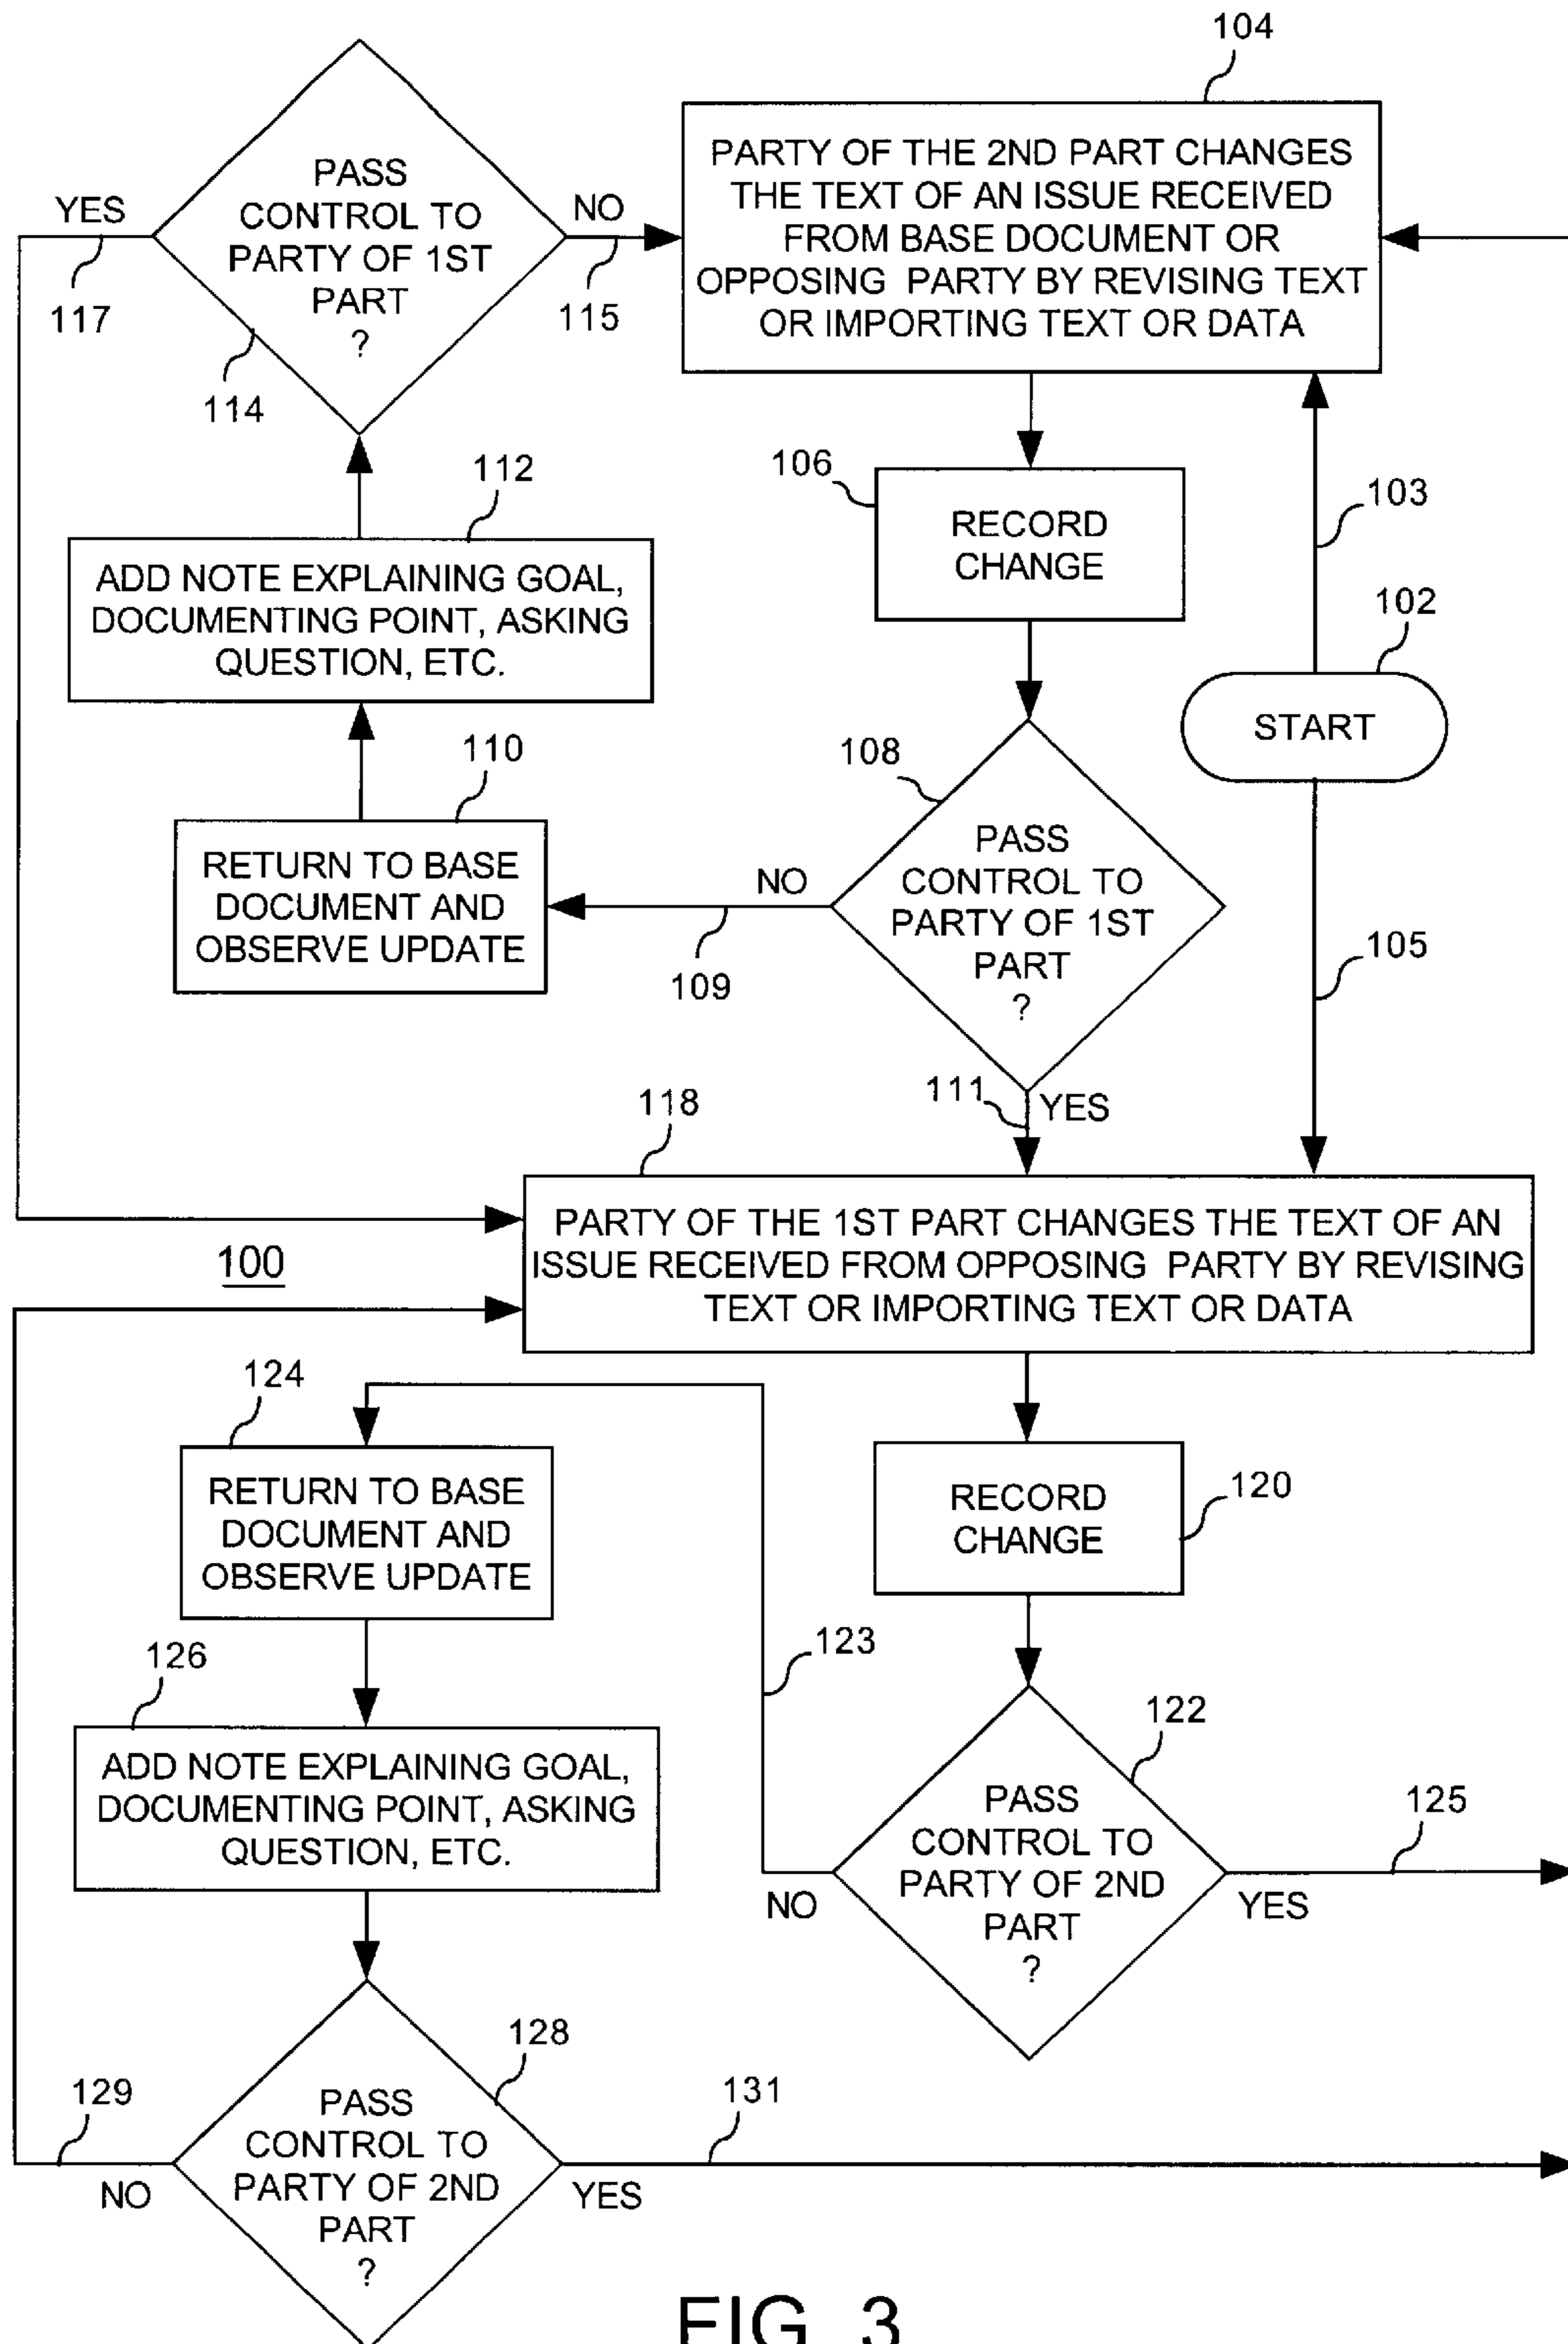 104
PASS
CONTROL TO
PARTY OF 1ST
PART
?
YES
117
114
NO
115
PARTY OF THE 2ND PART CHANGES
THE TEXT OF AN ISSUE RECEIVED
FROM BASE DOCUMENT OR
OPPOSING PARTY BY REVISING TEXT
OR IMPORTING TEXT OR DATA
112
ADD NOTE EXPLAINING GOAL,
DOCUMENTING POINT, ASKING
QUESTION, ETC.
106
RECORD
CHANGE
103
102
START
110
RETURN TO BASE
DOCUMENT AND
OBSERVE UPDATE
108
PASS
CONTROL TO
PARTY OF 1ST
PART
?
NO
109
105
111
YES
118
PARTY OF THE 1ST PART CHANGES THE TEXT OF AN
ISSUE RECEIVED FROM OPPOSING PARTY BY REVISING
TEXT OR IMPORTING TEXT OR DATA
100
124
RETURN TO BASE
DOCUMENT AND
OBSERVE UPDATE
RECORD
CHANGE
120
123
126
ADD NOTE EXPLAINING GOAL,
DOCUMENTING POINT, ASKING
QUESTION, ETC.
122
PASS
CONTROL TO
PARTY OF 2ND
PART
?
NO
YES
125
128
PASS
CONTROL TO
PARTY OF 2ND
PART
?
129
NO
YES
131
FIG. 3